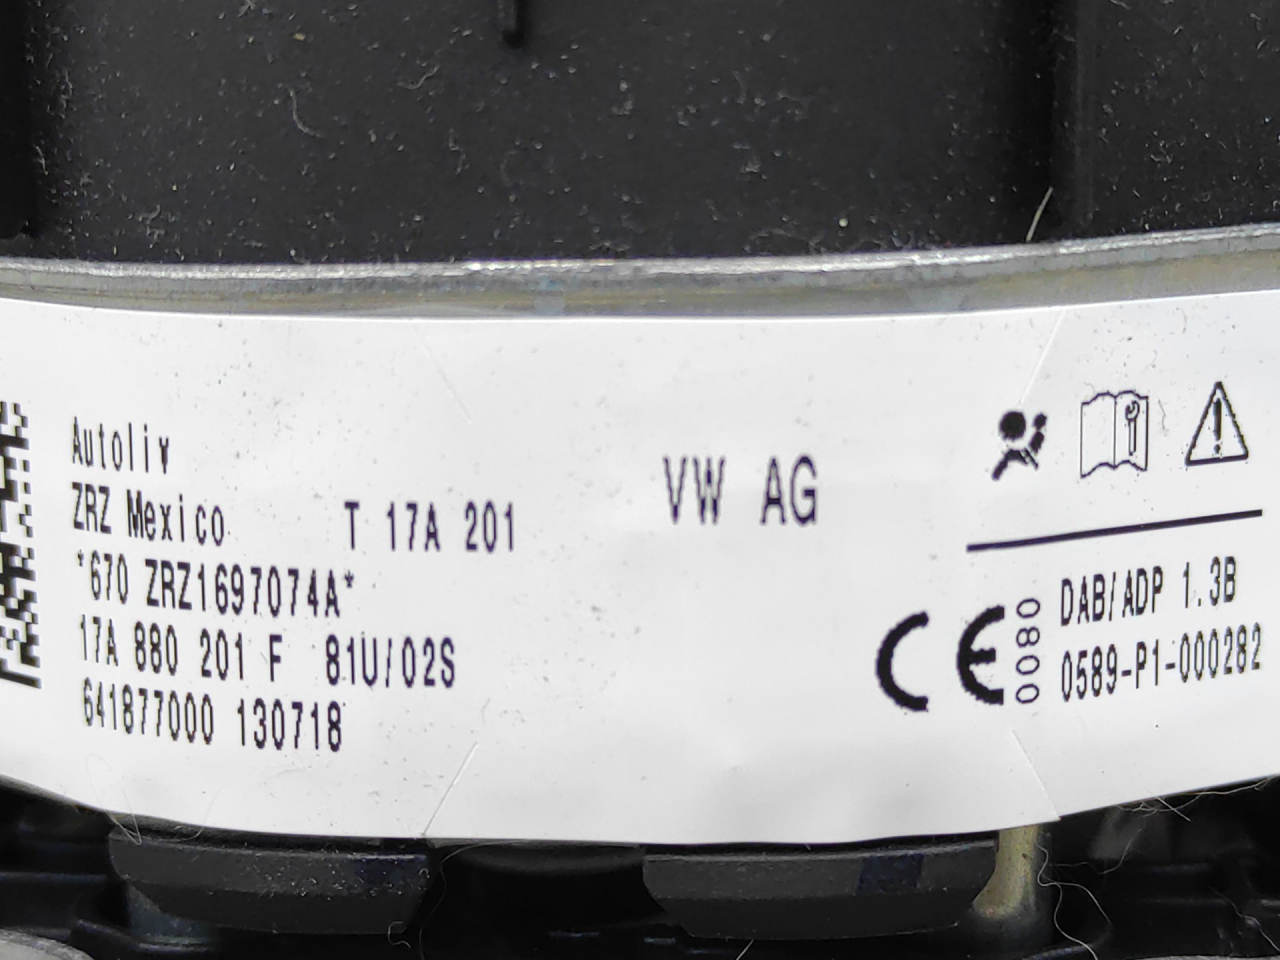 Autoliv
ZRZ Mexico T 17A 201
*670 ZRZ1697074A*
17A 880 201 F 81U/02S
641877000 130718
VW AG
CE 0080
DAB/ADP 1.3B
0589-P1-000282